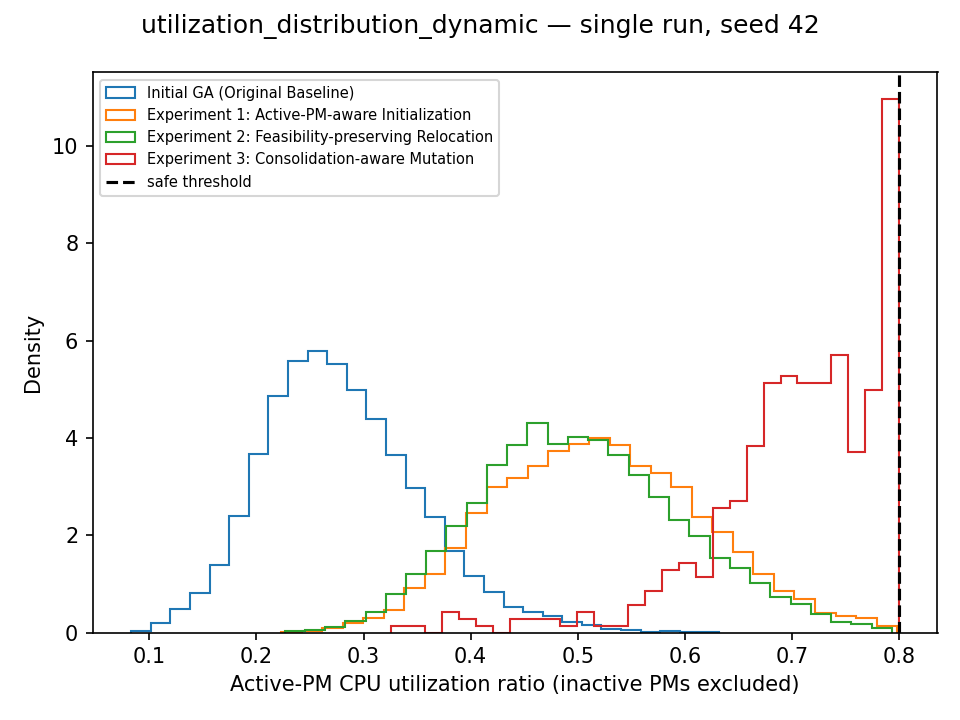 utilization_distribution_dynamic — single run, seed 42
Initial GA (Original Baseline)
Experiment 1: Active-PM-aware Initialization
Experiment 2: Feasibility-preserving Relocation
Experiment 3: Consolidation-aware Mutation
safe threshold
Density
10
8
6
4
2
0
0.1 0.2 0.3 0.4 0.5 0.6 0.7 0.8
Active-PM CPU utilization ratio (inactive PMs excluded)